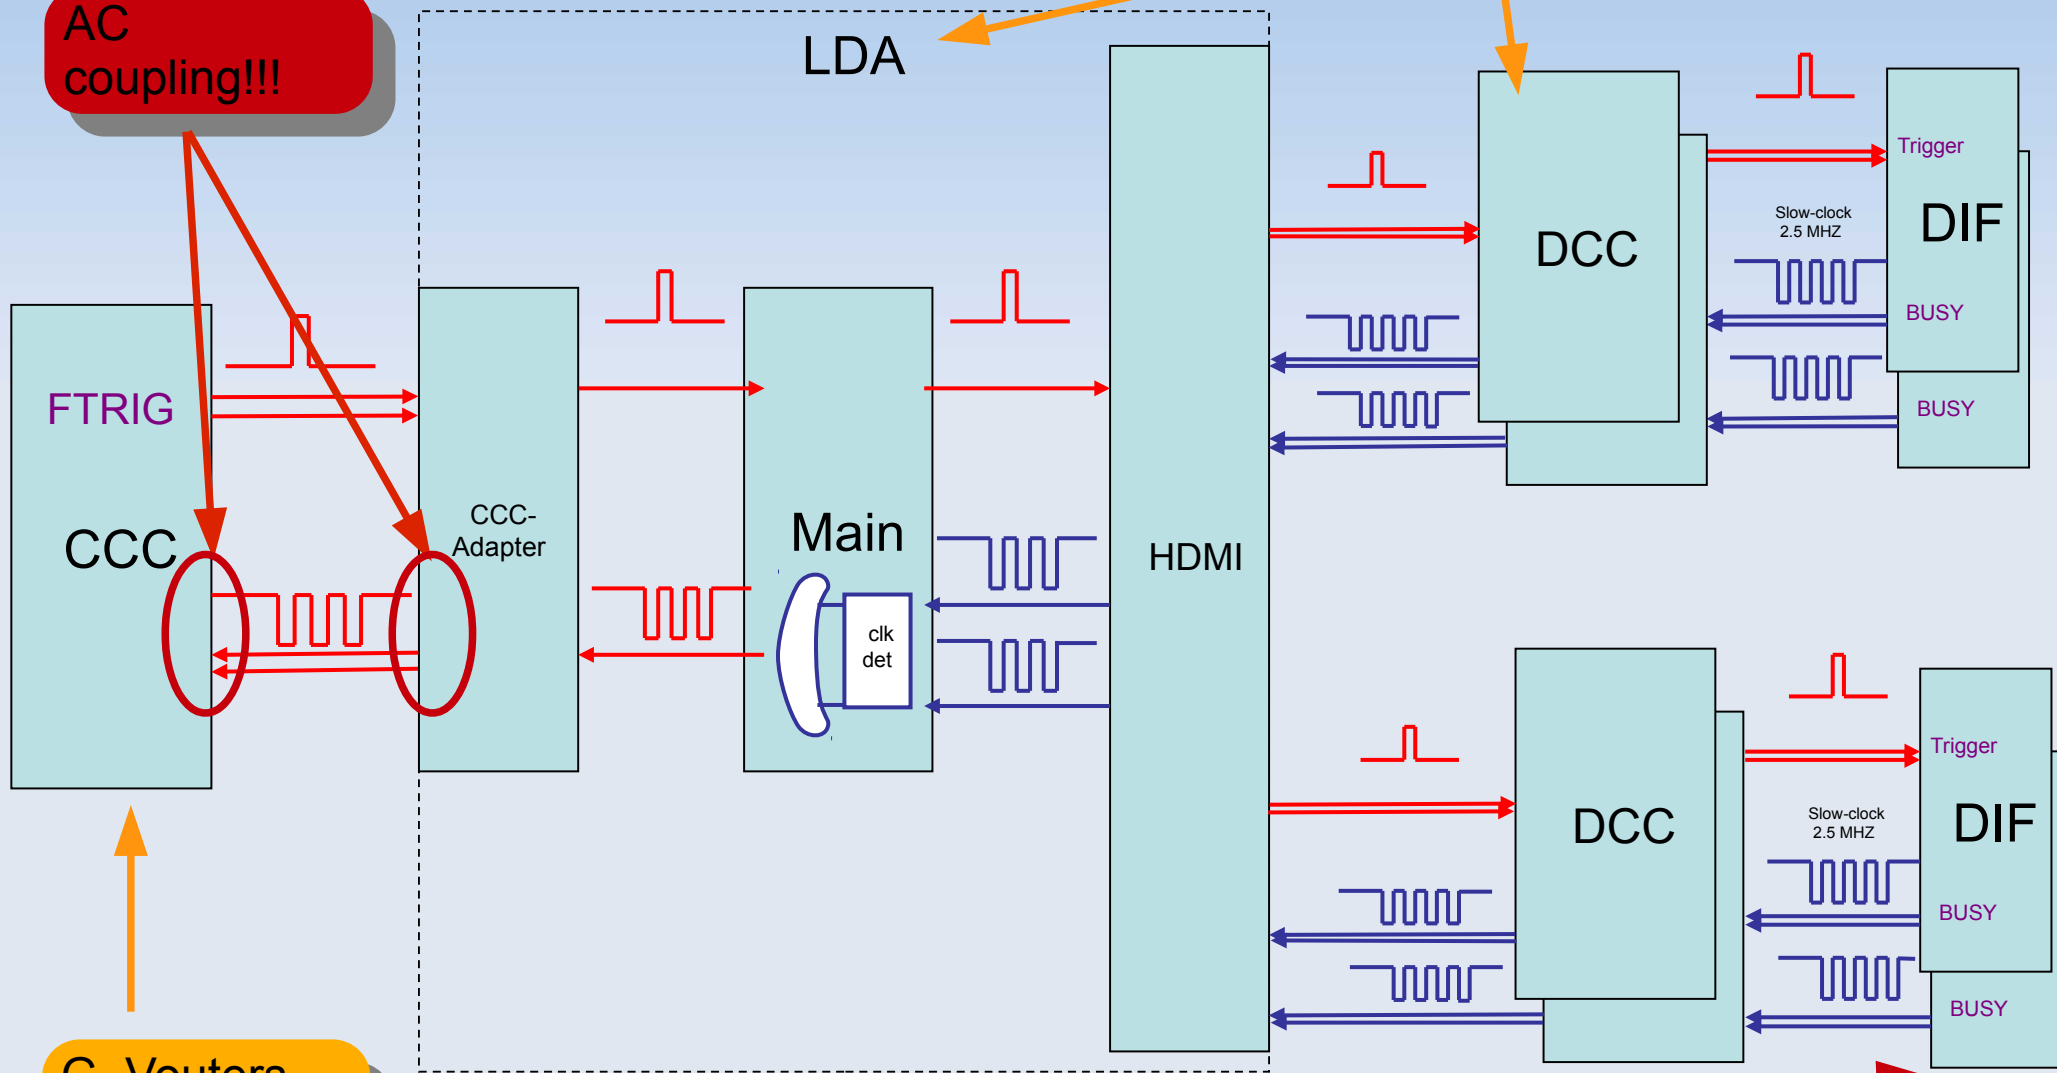 AC
coupling!!!
LDA
FTRIG
CCC
CCC-
Adapter
Main
clk
det
HDMI
DCC
Trigger
DIF
Slow-clock
2.5 MHZ
BUSY
BUSY
DCC
Trigger
DIF
Slow-clock
2.5 MHZ
BUSY
BUSY